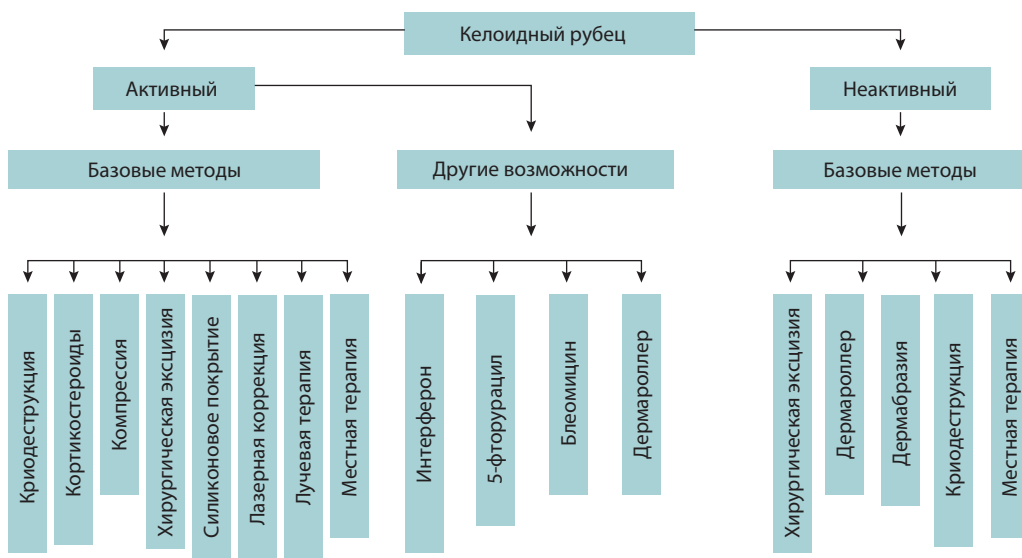 Келоидный рубец
Активный
Неактивный
Базовые методы
Другие возможности
Базовые методы
Криодеструкция
Кортикостероиды
Компрессия
Хирургическая эксцизия
Силиконовое покрытие
Лазерная коррекция
Лучевая терапия
Местная терапия
Интерферон
5-фторурацил
Блеомицин
Дермароллер
Хирургическая эксцизия
Дермароллер
Дермабразия
Криодеструкция
Местная терапия